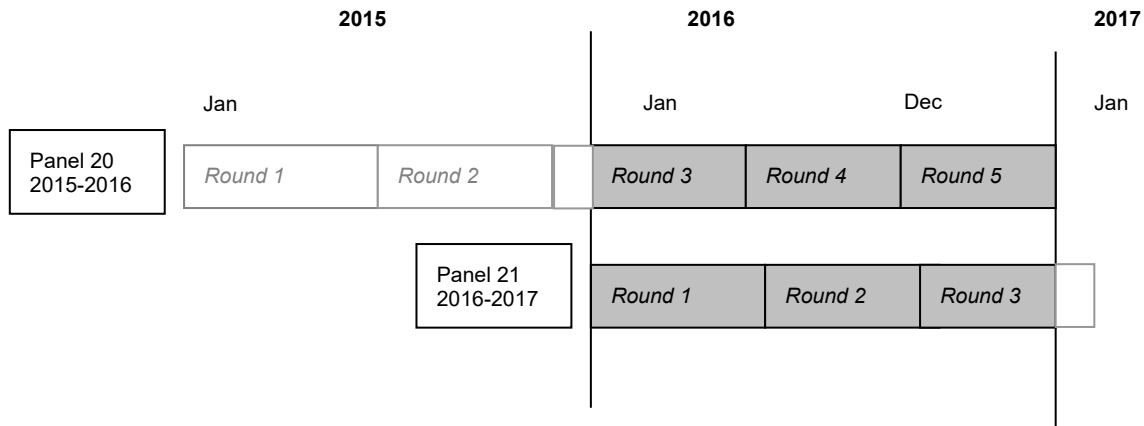 2015 2016 2017
Jan Jan Dec Jan
Panel 20
2015-2016
Round 1 Round 2 Round 3 Round 4 Round 5
Panel 21
2016-2017
Round 1 Round 2 Round 3